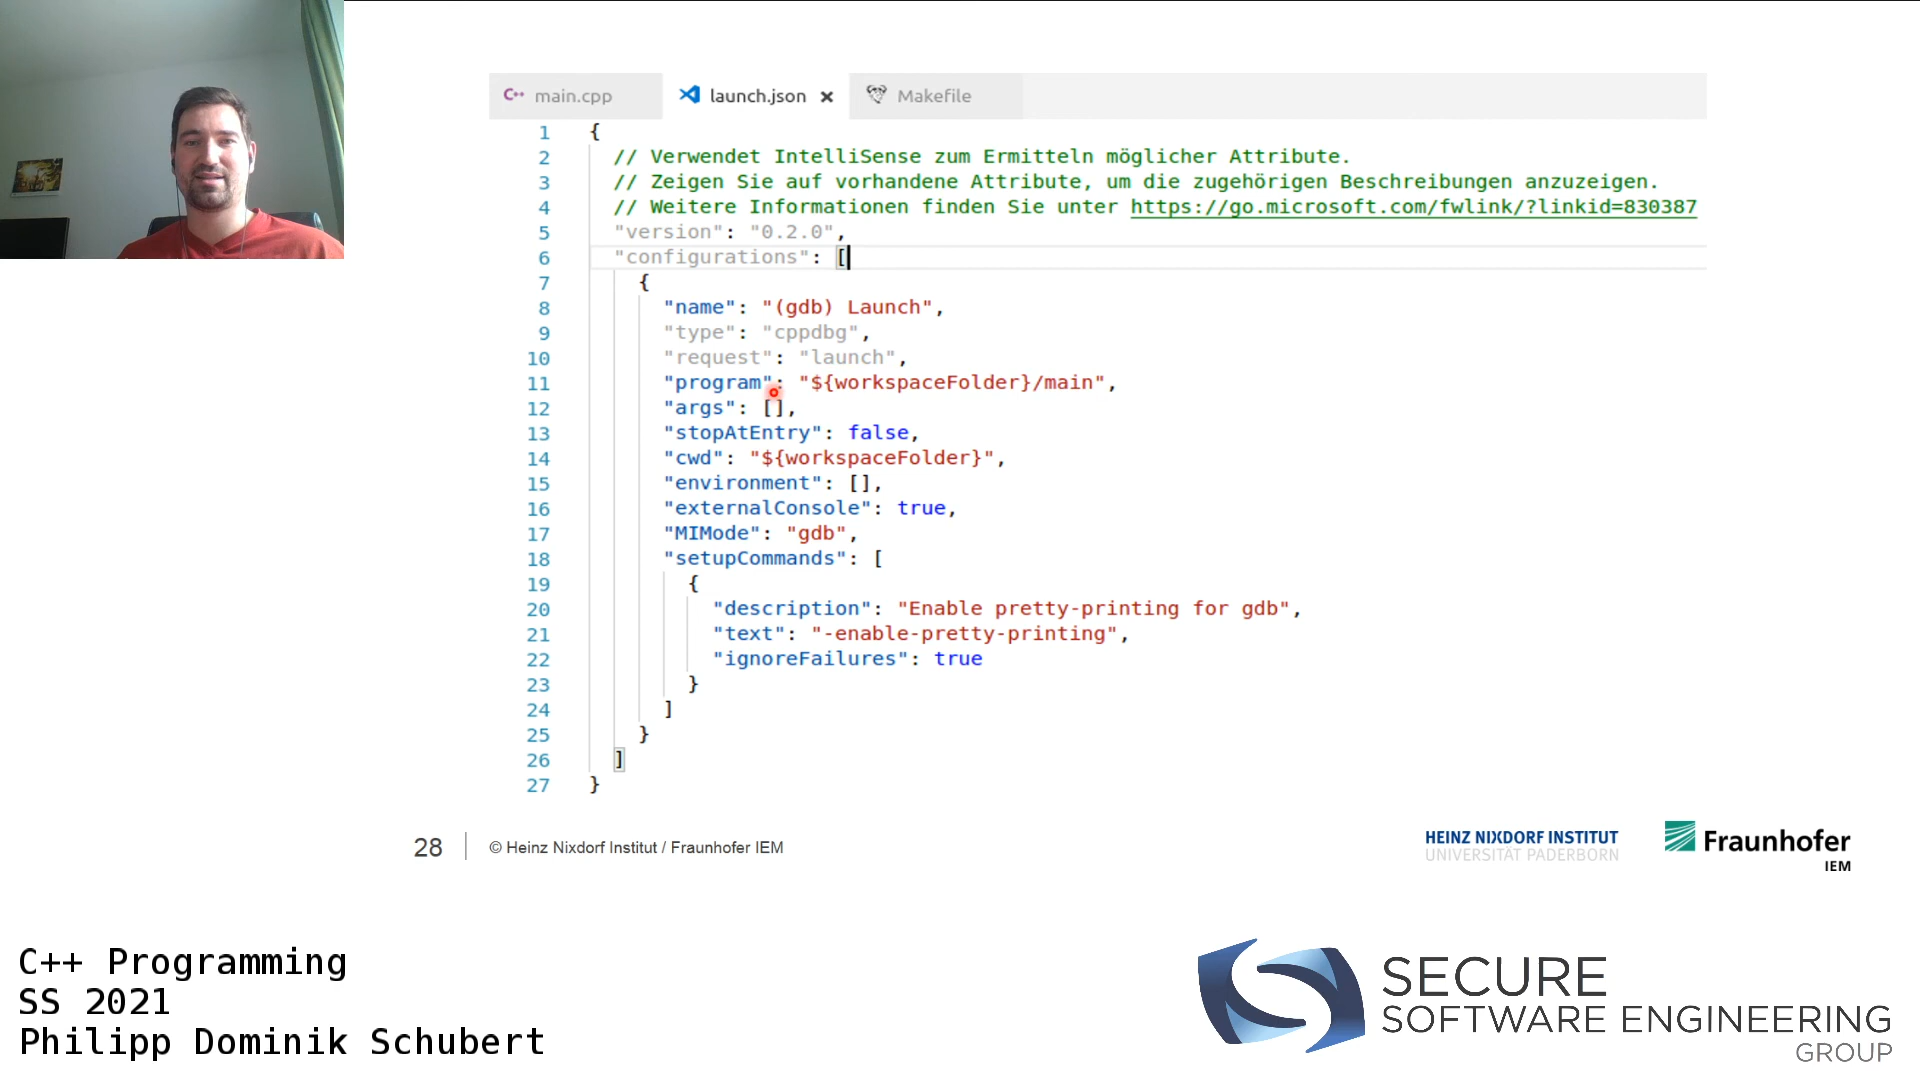 main.cpp
launch.json
Makefile
1 {
2 // Verwendet IntelliSense zum Ermitteln möglicher Attribute.
3 // Zeigen Sie auf vorhandene Attribute, um die zugehörigen Beschreibungen anzuzeigen.
4 // Weitere Informationen finden Sie unter https://go.microsoft.com/fwlink/?linkid=830387
5 "version": "0.2.0",
6 "configurations": [
7 {
8 "name": "(gdb) Launch",
9 "type": "cppdbg",
10 "request": "launch",
11 "program": "${workspaceFolder}/main",
12 "args": [],
13 "stopAtEntry": false,
14 "cwd": "${workspaceFolder}",
15 "environment": [],
16 "externalConsole": true,
17 "MIMode": "gdb",
18 "setupCommands": [
19 {
20 "description": "Enable pretty-printing for gdb",
21 "text": "-enable-pretty-printing",
22 "ignoreFailures": true
23 }
24 ]
25 }
26 ]
27 }
28
© Heinz Nixdorf Institut / Fraunhofer IEM
HEINZ NIXDORF INSTITUT
UNIVERSITÄT PADERBORN
Fraunhofer
IEM
C++ Programming
SS 2021
Philipp Dominik Schubert
SECURE
SOFTWARE ENGINEERING
GROUP